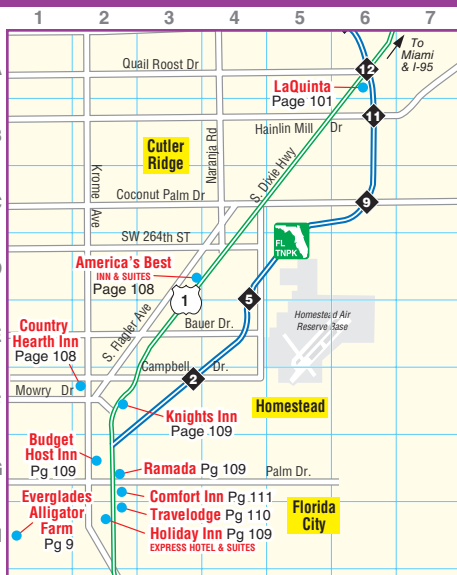 1 2 3 4 5 6 7
To
Miami
& I-95
Quail Roost Dr
12
LaQuinta
Page 101
11
Hainlin Mill Dr
Cutler
Ridge
Naranja Rd
S. Dixie Hwy
Krome Ave
Coconut Palm Dr
9
SW 264th ST
FL
TNPK
America's Best
INN & SUITES
Page 108
1
5
Homestead Air
Reserve Base
S. Flagler Ave
Bauer Dr.
Country
Hearth Inn
Page 108
Campbell Dr.
2
Mowry Dr
Knights Inn
Page 109
Homestead
Budget
Host Inn
Pg 109
Ramada Pg 109
Palm Dr.
Everglades
Alligator
Farm
Pg 9
Comfort Inn Pg 111
Travelodge Pg 110
Holiday Inn Pg 109
EXPRESS HOTEL & SUITES
Florida
City